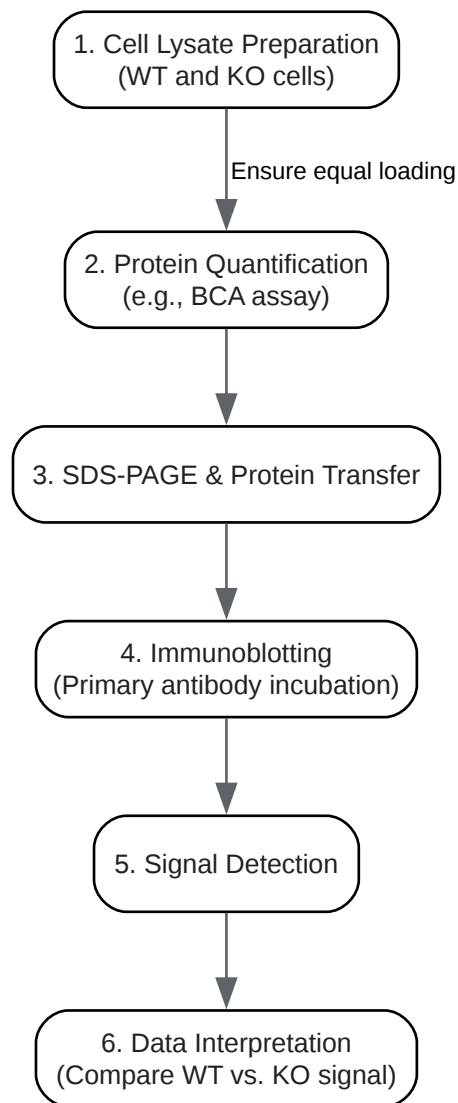 1. Cell Lysate Preparation
(WT and KO cells)
Ensure equal loading
2. Protein Quantification
(e.g., BCA assay)
3. SDS-PAGE & Protein Transfer
4. Immunoblotting
(Primary antibody incubation)
5. Signal Detection
6. Data Interpretation
(Compare WT vs. KO signal)